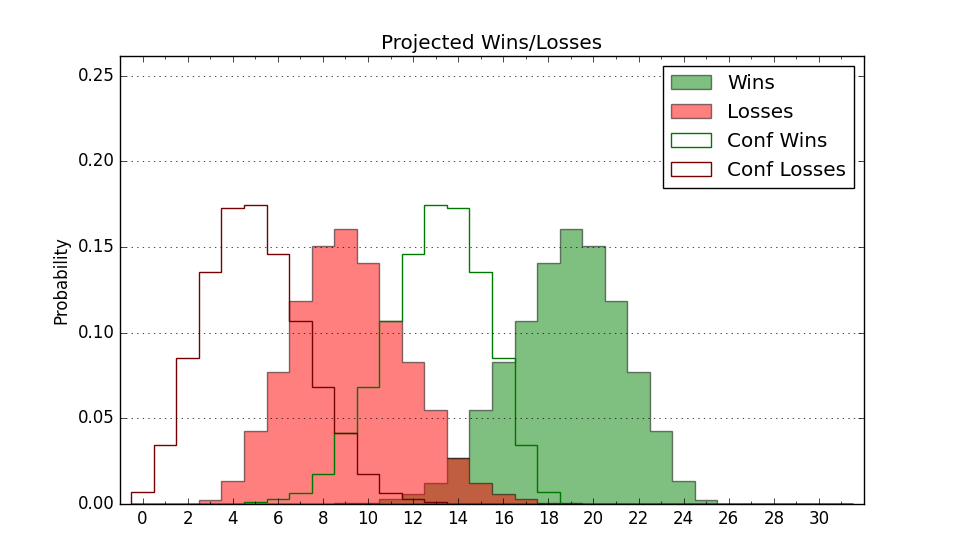 Projected Wins/Losses
0.25
0.20
0.15
0.10
0.05
0.00
Probability
Wins
Losses
Conf Wins
Conf Losses
0 2 4 6 8 10 12 14 16 18 20 22 24 26 28 30